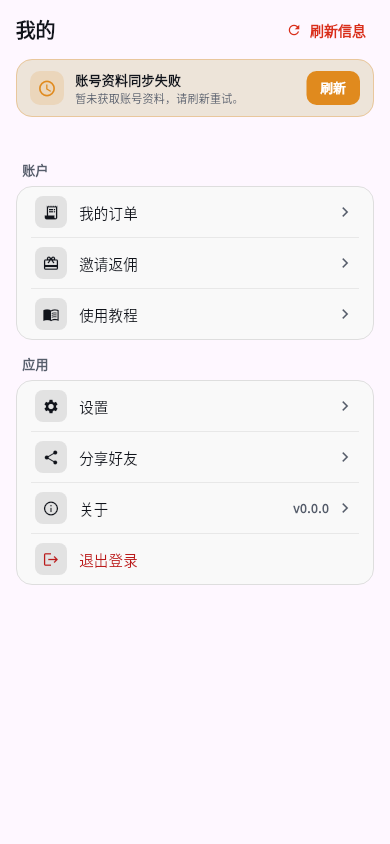 我的
刷新信息
账号资料同步失败
暂未获取账号资料，请刷新重试。
刷新
账户
我的订单
邀请返佣
使用教程
应用
设置
分享好友
关于
v0.0.0
退出登录